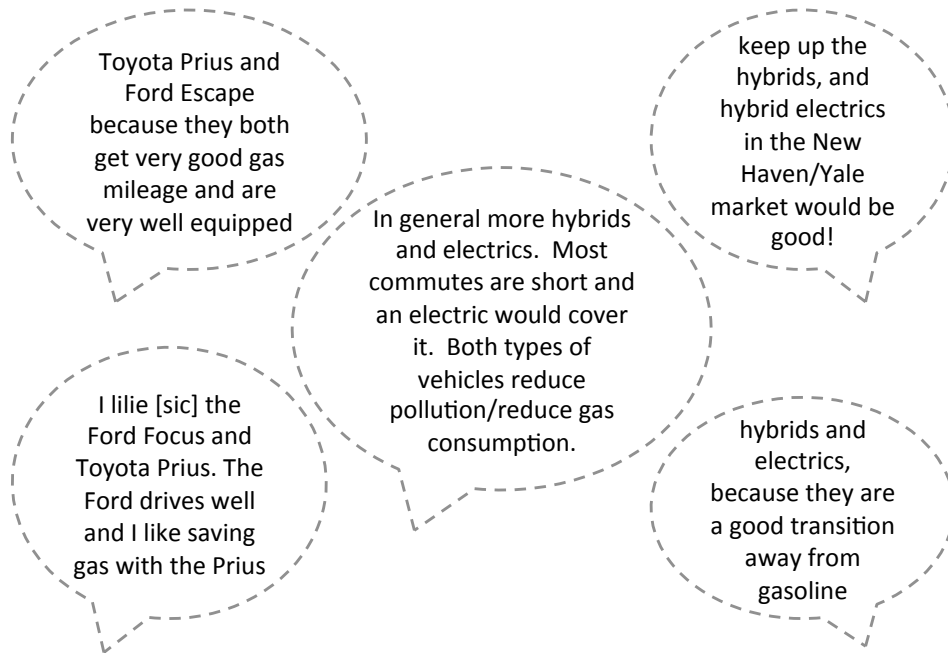 Toyota Prius and
Ford Escape
because they both
get very good gas
mileage and are
very well equipped
keep up the
hybrids, and
hybrid electrics
in the New
Haven/Yale
market would be
good!
In general more hybrids
and electrics.  Most
commutes are short and
an electric would cover
it.  Both types of
vehicles reduce
pollution/reduce gas
consumption.
I lilie [sic] the
Ford Focus and
Toyota Prius. The
Ford drives well
and I like saving
gas with the Prius
hybrids and
electrics,
because they are
a good transition
away from
gasoline